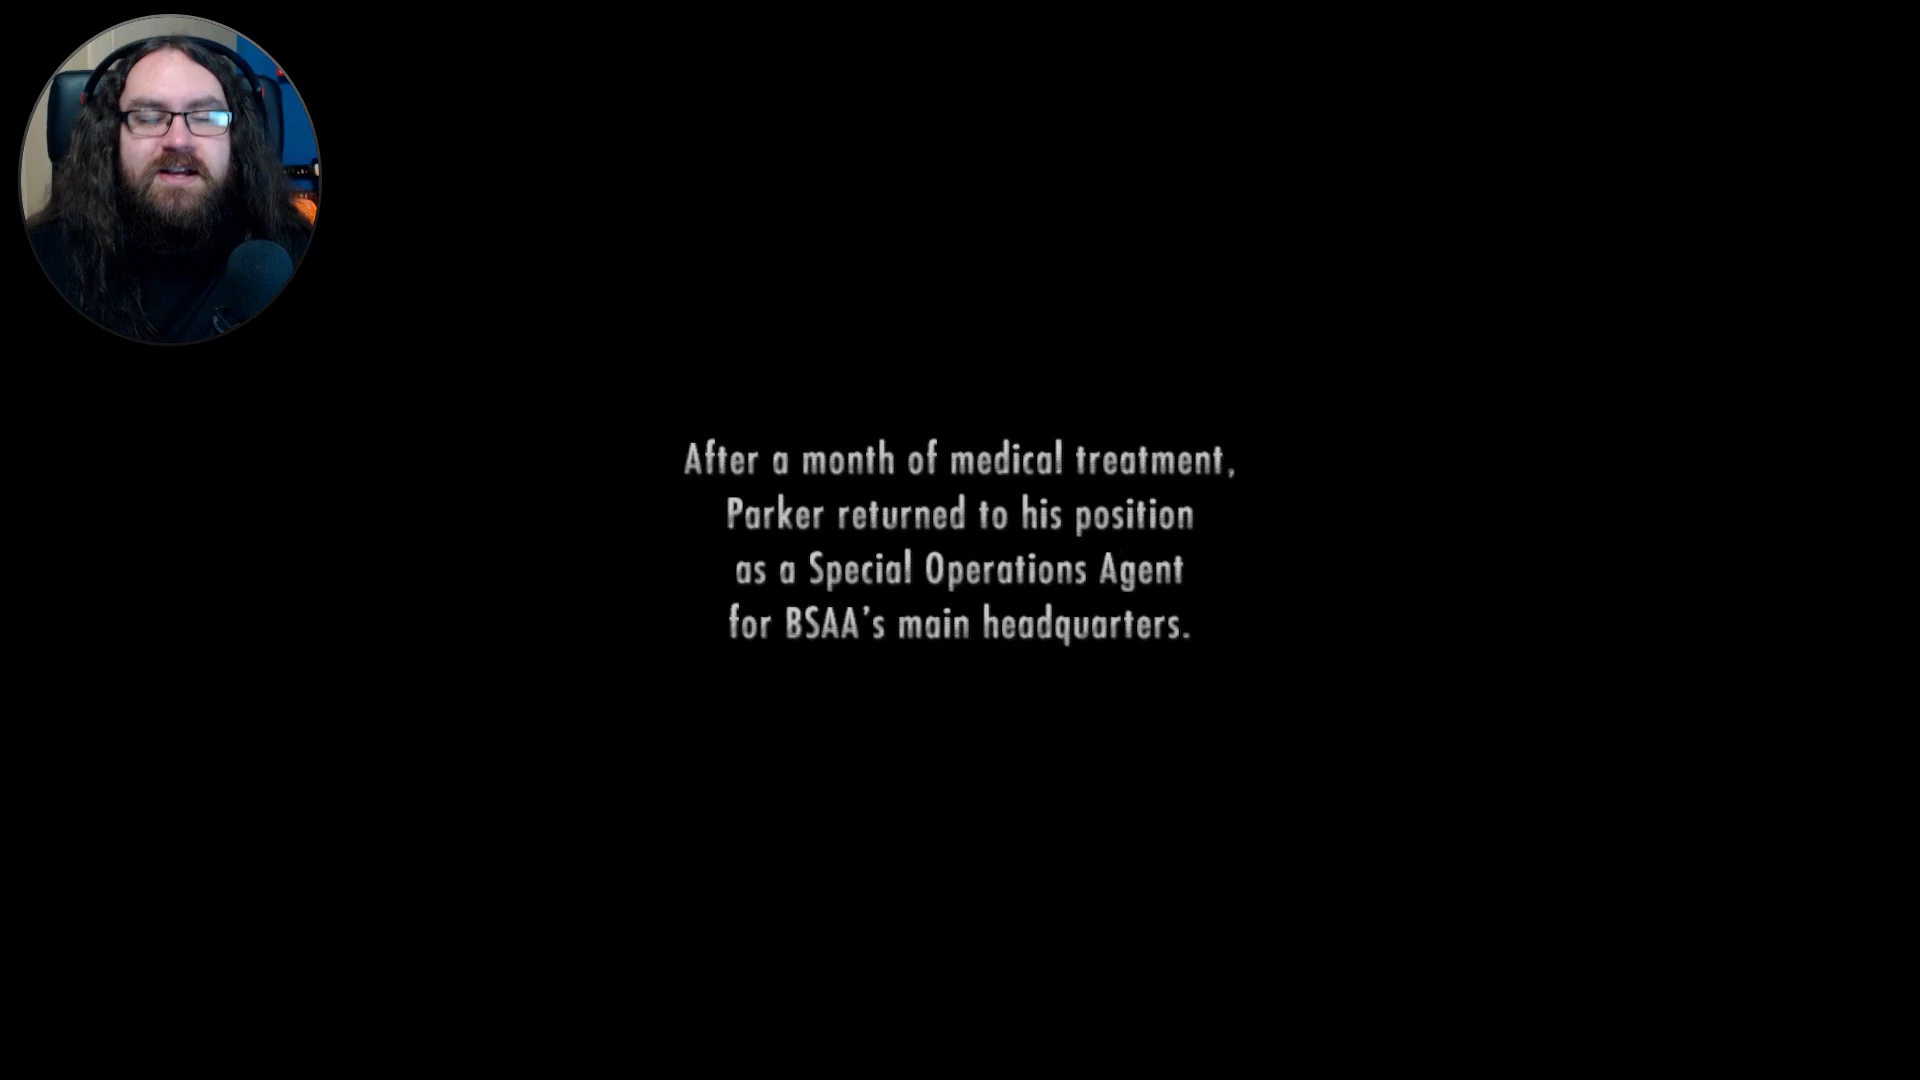 After a month of medical treatment,
Parker returned to his position
as a Special Operations Agent
for BSAA's main headquarters.